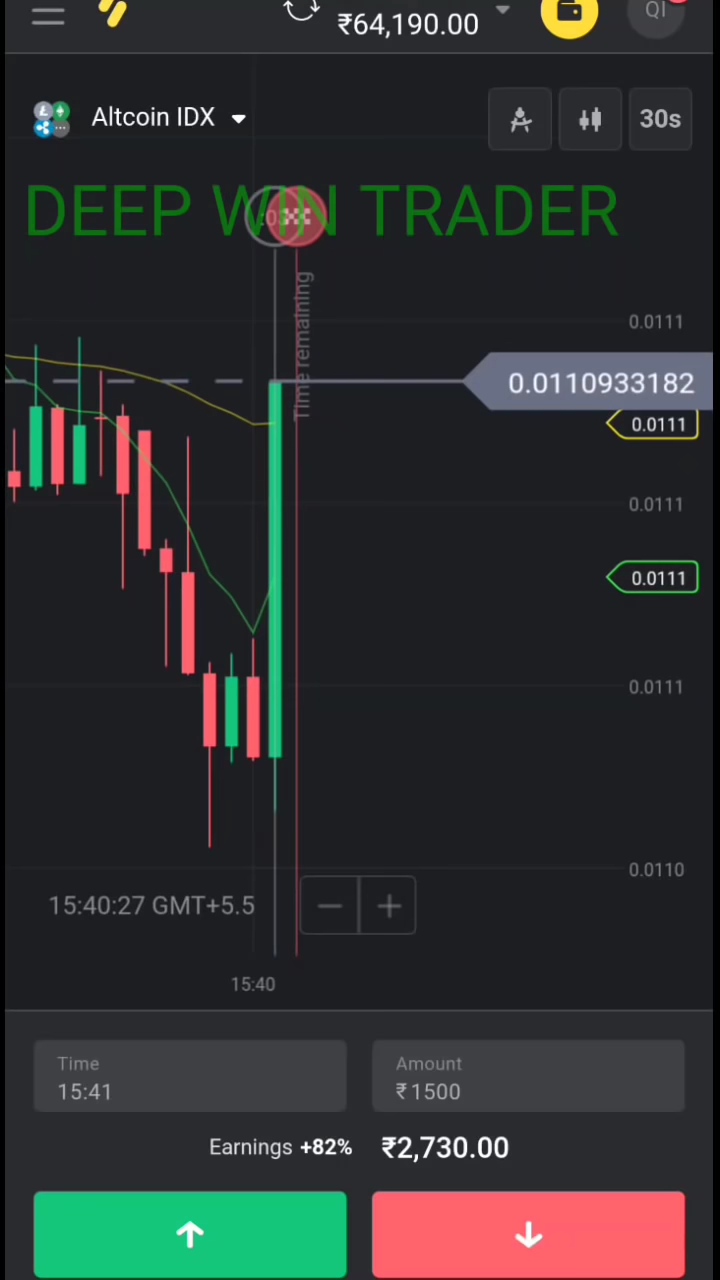 ₹64,190.00
QI
Altcoin IDX
30s
DEEP WIN TRADER
Time remaining
0.0111
0.0110933182
0.0111
0.0111
0.0111
0.0111
0.0110
15:40:27 GMT+5.5
15:40
Time
15:41
Amount
₹1500
Earnings +82%
₹2,730.00